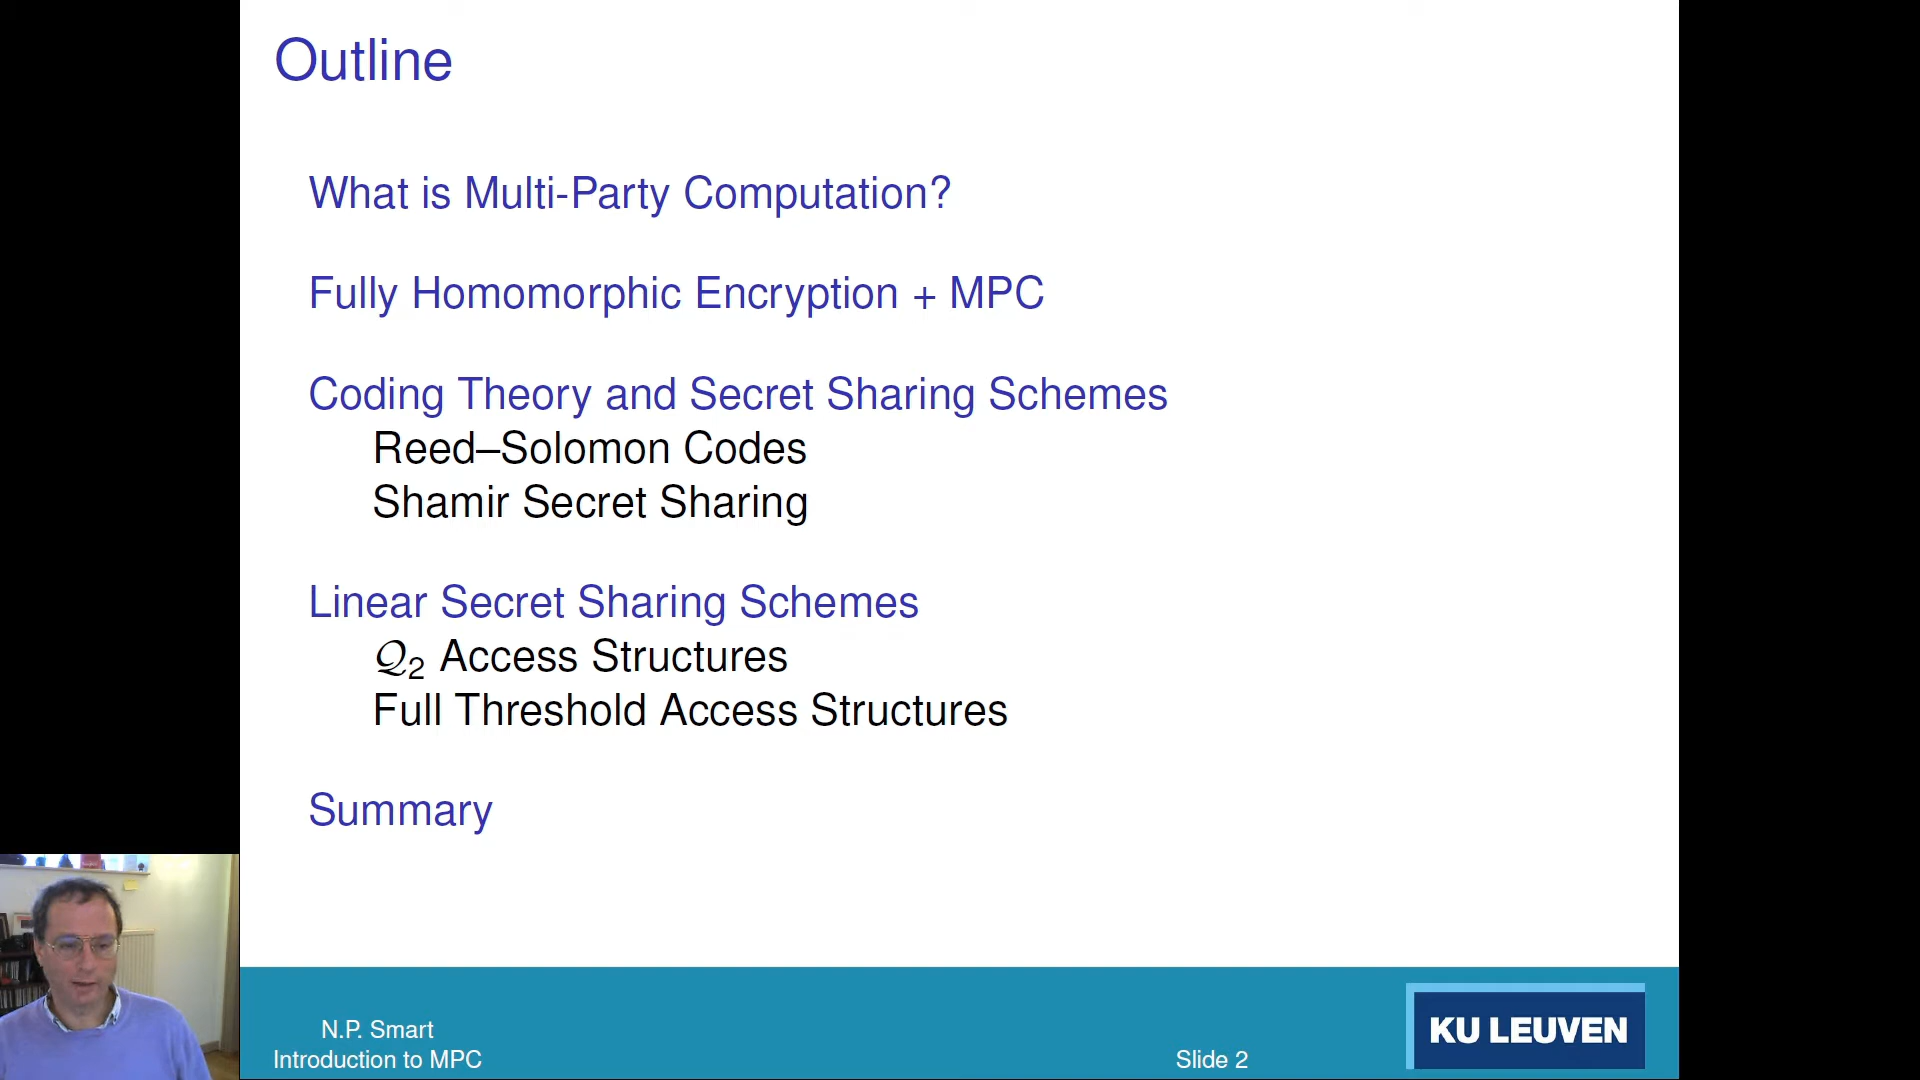 Outline
What is Multi-Party Computation?
Fully Homomorphic Encryption + MPC
Coding Theory and Secret Sharing Schemes
Reed–Solomon Codes
Shamir Secret Sharing
Linear Secret Sharing Schemes
𝒬₂ Access Structures
Full Threshold Access Structures
Summary
N.P. Smart
Introduction to MPC
Slide 2
KU LEUVEN